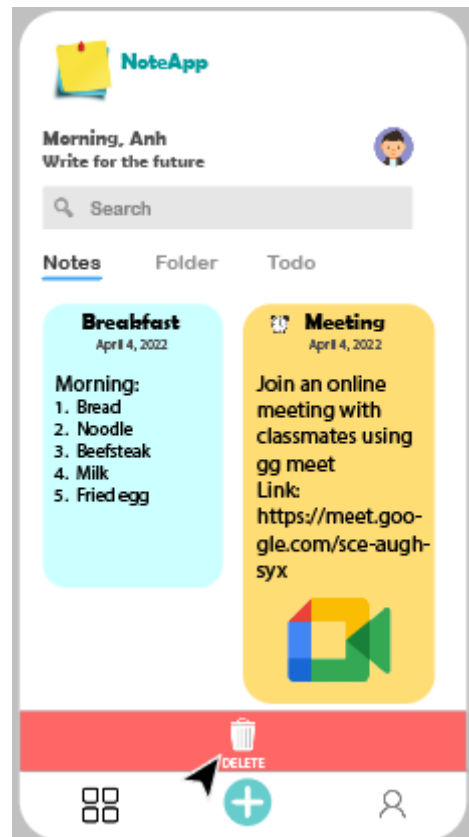 NoteApp
Morning, Anh
Write for the future
Search
Notes Folder Todo
Breakfast
April 4, 2022
Morning:
1. Bread
2. Noodle
3. Beefsteak
4. Milk
5. Fried egg
Meeting
April 4, 2022
Join an online
meeting with
classmates using
gg meet
Link:
https://meet.goo-
gle.com/sce-augh-
syx
DELETE